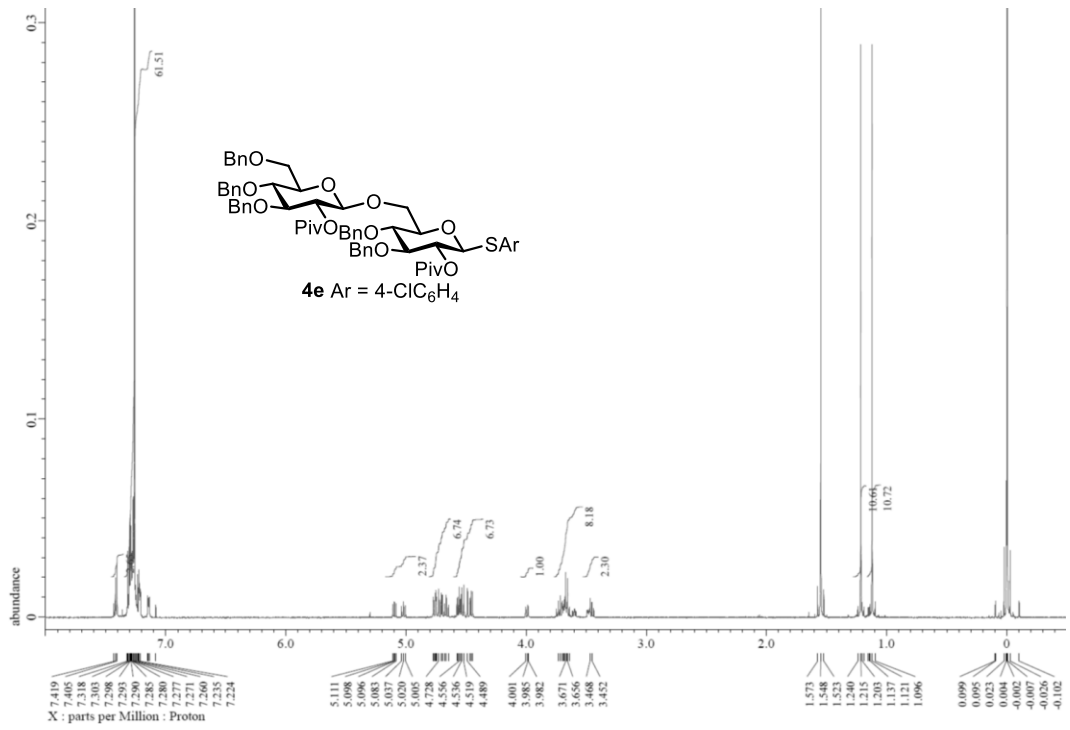 0.3
61.51
BnO
BnO
O
BnO
O
PivO
BnO
O
BnO
SAr
PivO
4e Ar = 4-ClC6H4
0.2
0.1
10.61
10.72
8.18
6.74
6.73
2.37
1.00
2.30
abundance
0
7.0 6.0 5.0 4.0 3.0 2.0 1.0 0
7.419 7.405 7.318 7.303 7.298 7.293 7.290 7.285 7.280 7.277 7.271 7.260 7.235 7.224 5.111 5.098 5.096 5.083 5.037 5.020 5.005 4.728 4.556 4.536 4.519 4.489 4.001 3.985 3.982 3.671 3.656 3.468 3.452 1.573 1.548 1.523 1.240 1.215 1.203 1.137 1.121 1.096 0.099 0.095 0.023 0.004 -0.002 -0.007 -0.026 -0.102
X : parts per Million : Proton